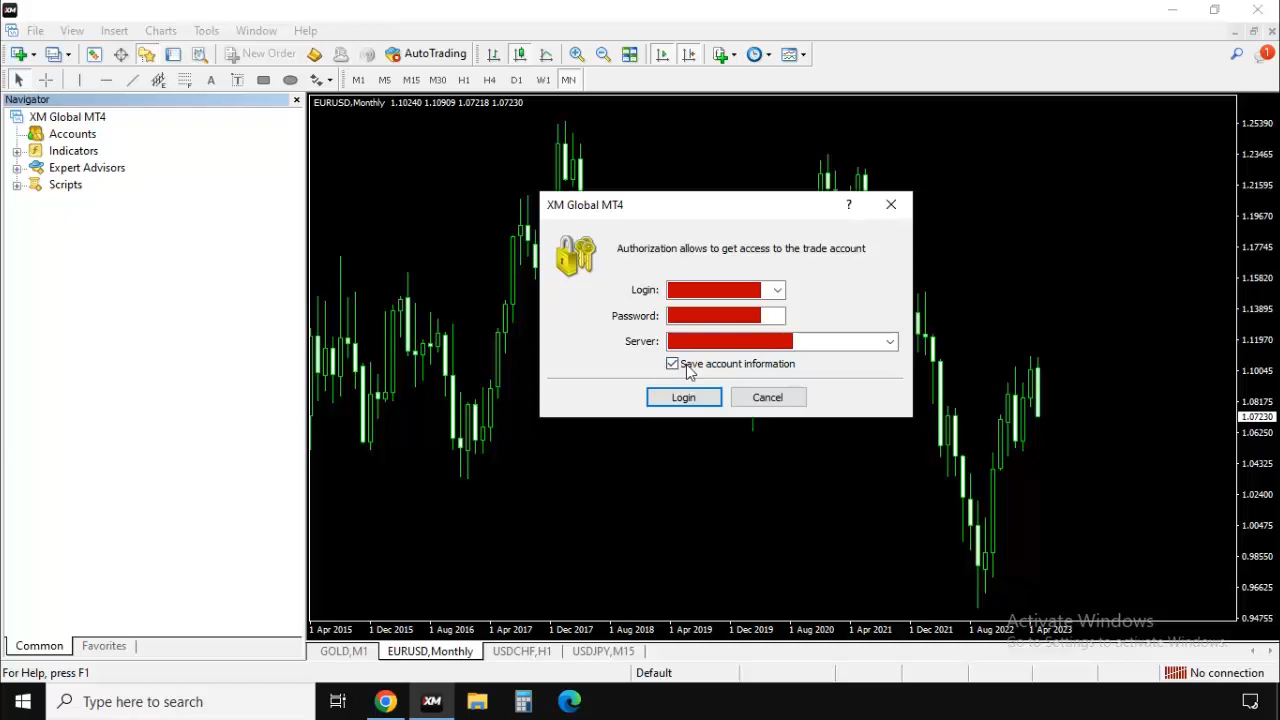 XM
File View Insert Charts Tools Window Help
New Order AutoTrading 1
A T M1 M5 M15 M30 H1 H4 D1 W1 MN
Navigator
XM Global MT4
Accounts
Indicators
Expert Advisors
Scripts
Common Favorites
EURUSD,Monthly 1.10240 1.10909 1.07218 1.07230
1.25390
1.23465
1.21595
1.19670
1.17745
1.15820
1.13895
1.11970
1.10045
1.08175
1.07230
1.06250
1.04325
1.02400
1.00475
0.98550
0.96625
0.94755
XM Global MT4 ?
Authorization allows to get access to the trade account
Login:
Password:
Server:
Save account information
Login Cancel
Activate Windows
Go to Settings to activate Windows.
1 Apr 2015 1 Dec 2015 1 Aug 2016 1 Apr 2017 1 Dec 2017 1 Aug 2018 1 Apr 2019 1 Dec 2019 1 Aug 2020 1 Apr 2021 1 Dec 2021 1 Aug 2022 1 Apr 2023
GOLD,M1 EURUSD,Monthly USDCHF,H1 USDJPY,M15
For Help, press F1 Default No connection
Type here to search XM